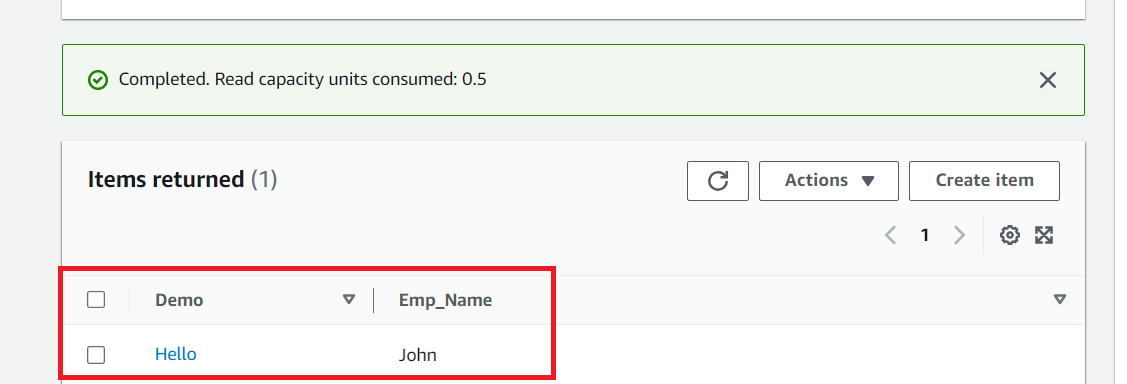 Completed. Read capacity units consumed: 0.5
Items returned (1)
Actions
Create item
1
Demo Emp_Name
Hello John